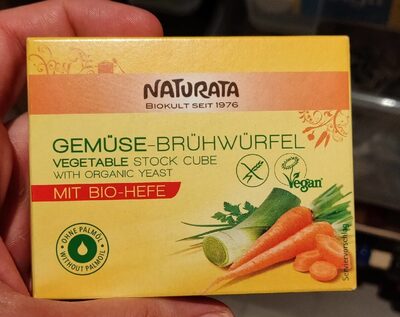 NATURATA
BIOKULT SEIT 1976
GEMÜSE-BRÜHWÜRFEL
VEGETABLE STOCK CUBE
WITH ORGANIC YEAST
MIT BIO-HEFE
Vegan
OHNE PALMÖL
WITHOUT PALMOIL
Serviervorschlag